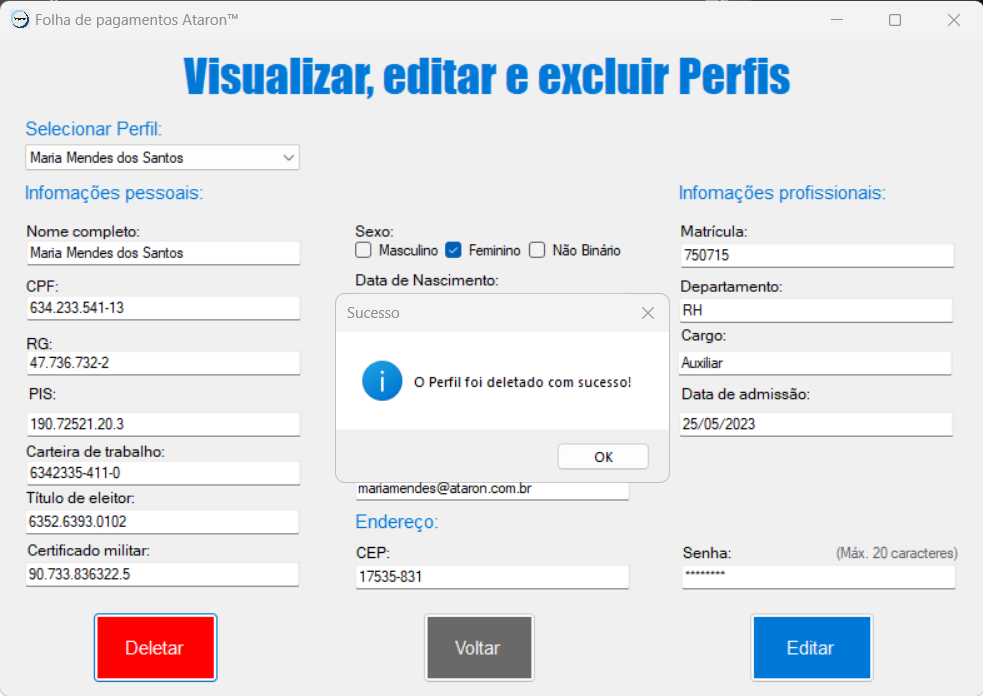 Folha de pagamentos Ataron™
Visualizar, editar e excluir Perfis
Selecionar Perfil:
Maria Mendes dos Santos
Infomações pessoais:
Nome completo:
Maria Mendes dos Santos
CPF:
634.233.541-13
RG:
47.736.732-2
PIS:
190.72521.20.3
Carteira de trabalho:
6342335-411-0
Título de eleitor:
6352.6393.0102
Certificado militar:
90.733.836322.5
Sexo:
Masculino Feminino Não Binário
Data de Nascimento:
Sucesso
O Perfil foi deletado com sucesso!
OK
mariamendes@ataron.com.br
Endereço:
CEP:
17535-831
Infomações profissionais:
Matrícula:
750715
Departamento:
RH
Cargo:
Auxiliar
Data de admissão:
25/05/2023
Senha: (Máx. 20 caracteres)
********
Deletar
Voltar
Editar